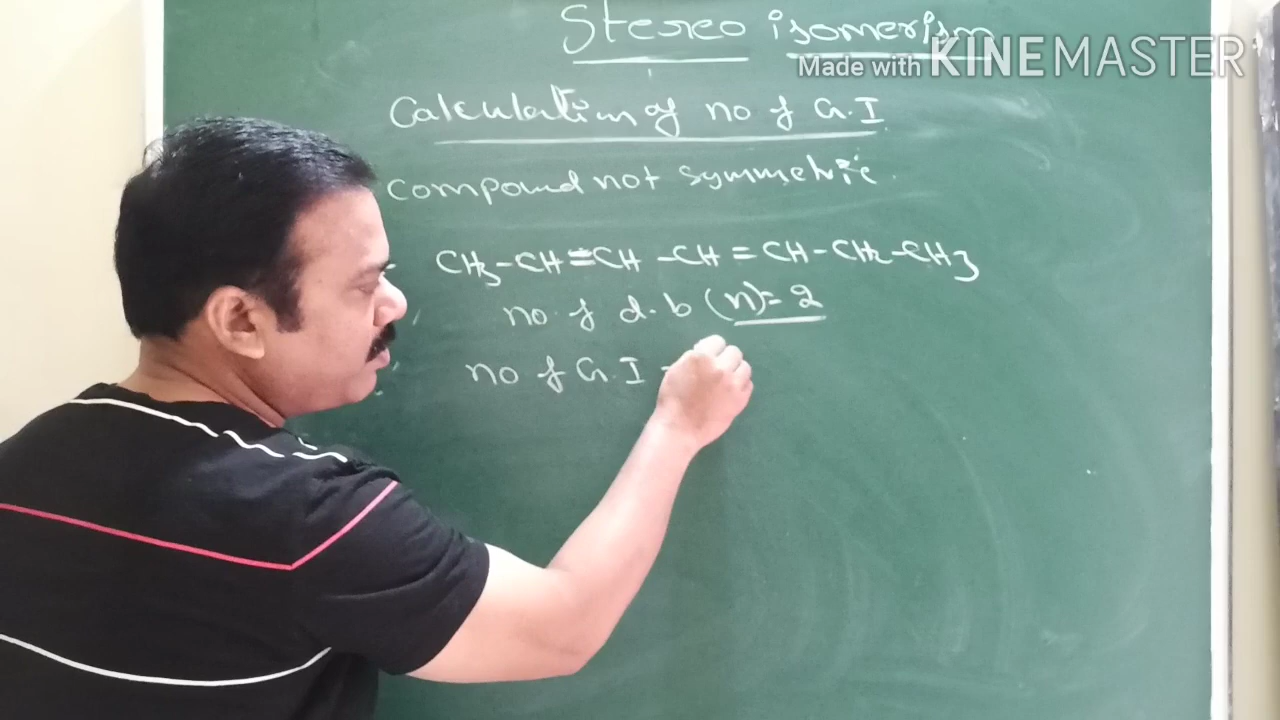 Stereo isomerism
Made with KINEMASTER
Calculation of no of G.I
compound not symmetric
CH3-CH=CH-CH=CH-CH2-CH3
no. of d.b (n)=2
no of G.I =